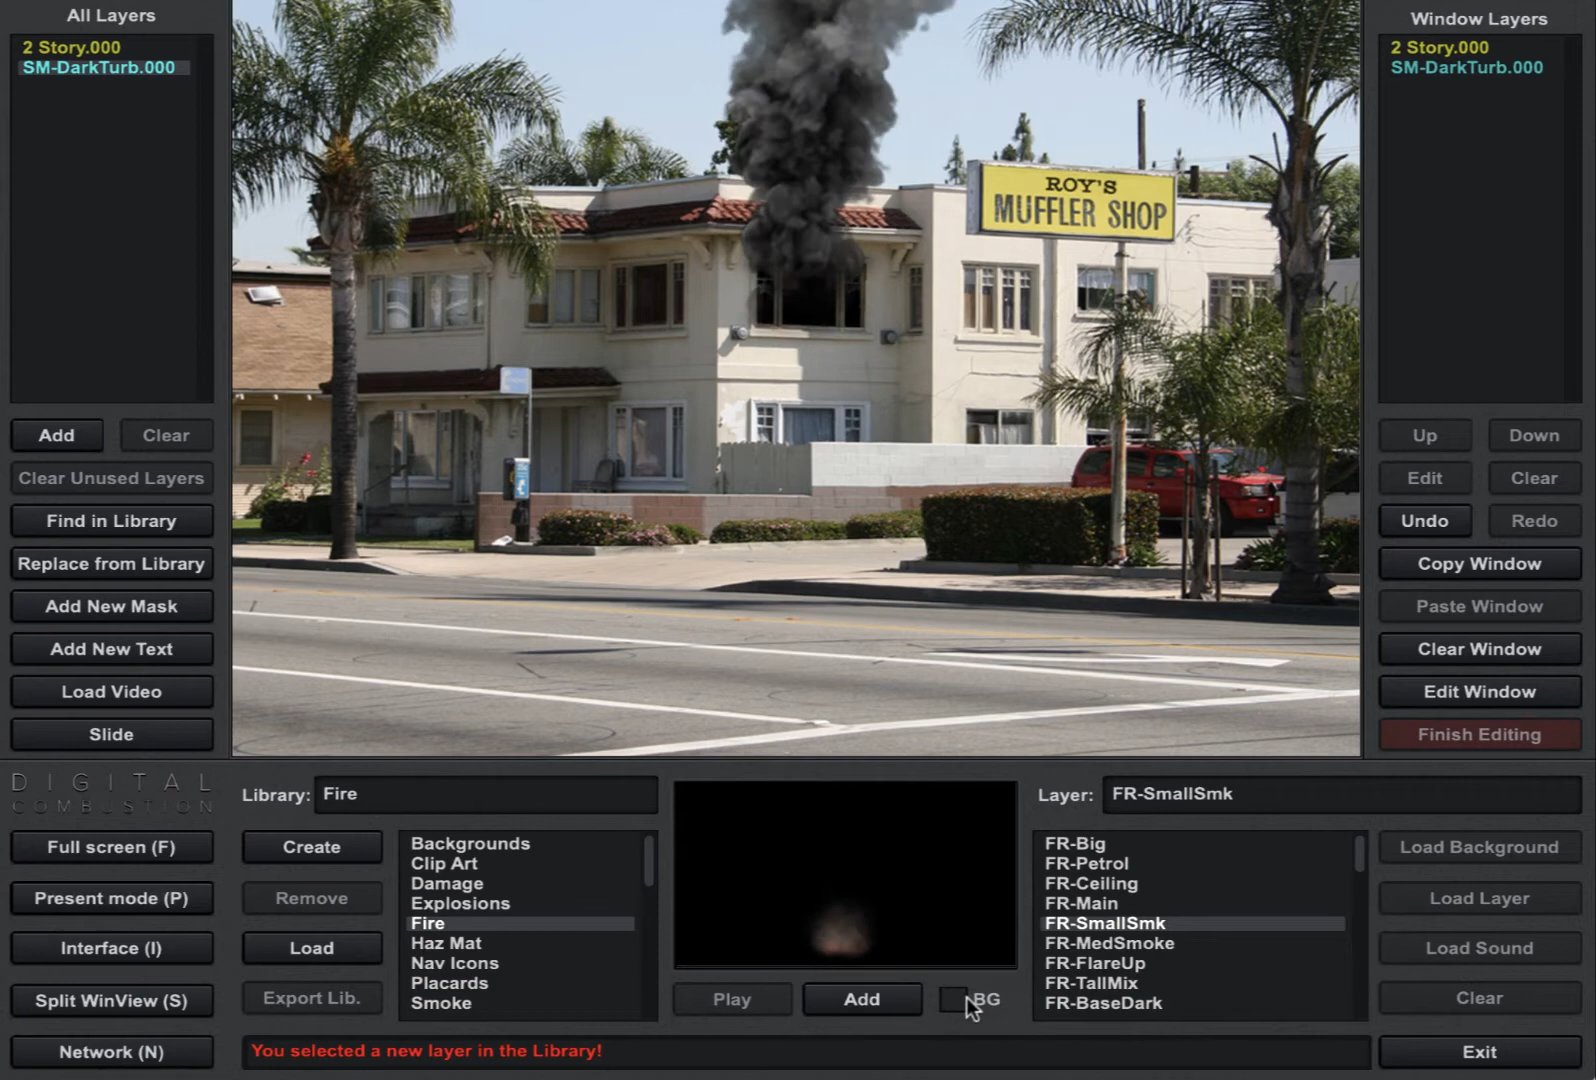 All Layers
2 Story.000
SM-DarkTurb.000
Add
Clear
Clear Unused Layers
Find in Library
Replace from Library
Add New Mask
Add New Text
Load Video
Slide
ROY'S
MUFFLER SHOP
Window Layers
2 Story.000
SM-DarkTurb.000
Up
Down
Edit
Clear
Undo
Redo
Copy Window
Paste Window
Clear Window
Edit Window
Finish Editing
DIGITAL
COMBUSTION
Full screen (F)
Present mode (P)
Interface (I)
Split WinView (S)
Network (N)
Library: Fire
Create
Remove
Load
Export Lib.
Backgrounds
Clip Art
Damage
Explosions
Fire
Haz Mat
Nav Icons
Placards
Smoke
Play
Add
BG
Layer: FR-SmallSmk
FR-Big
FR-Petrol
FR-Ceiling
FR-Main
FR-SmallSmk
FR-MedSmoke
FR-FlareUp
FR-TallMix
FR-BaseDark
Load Background
Load Layer
Load Sound
Clear
You selected a new layer in the Library!
Exit